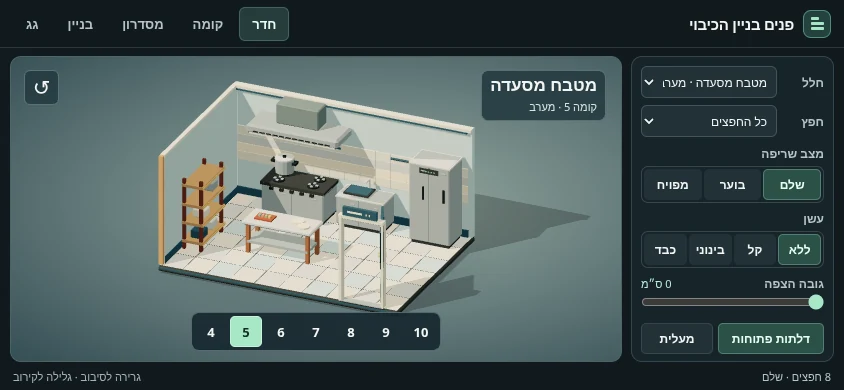 פנים בניין הכיבוי
חדר
קומה
מסדרון
בניין
גג
חלל
מטבח מסעדה · מערב
חפץ
כל החפצים
מצב שריפה
שלם
בוער
מפויח
עשן
ללא
קל
בינוני
כבד
גובה הצפה
0 ס״מ
דלתות פתוחות
מעלית
מטבח מסעדה
קומה 5 · מערב
4 5 6 7 8 9 10
8 חפצים · שלם
גרירה לסיבוב · גלילה לקירוב